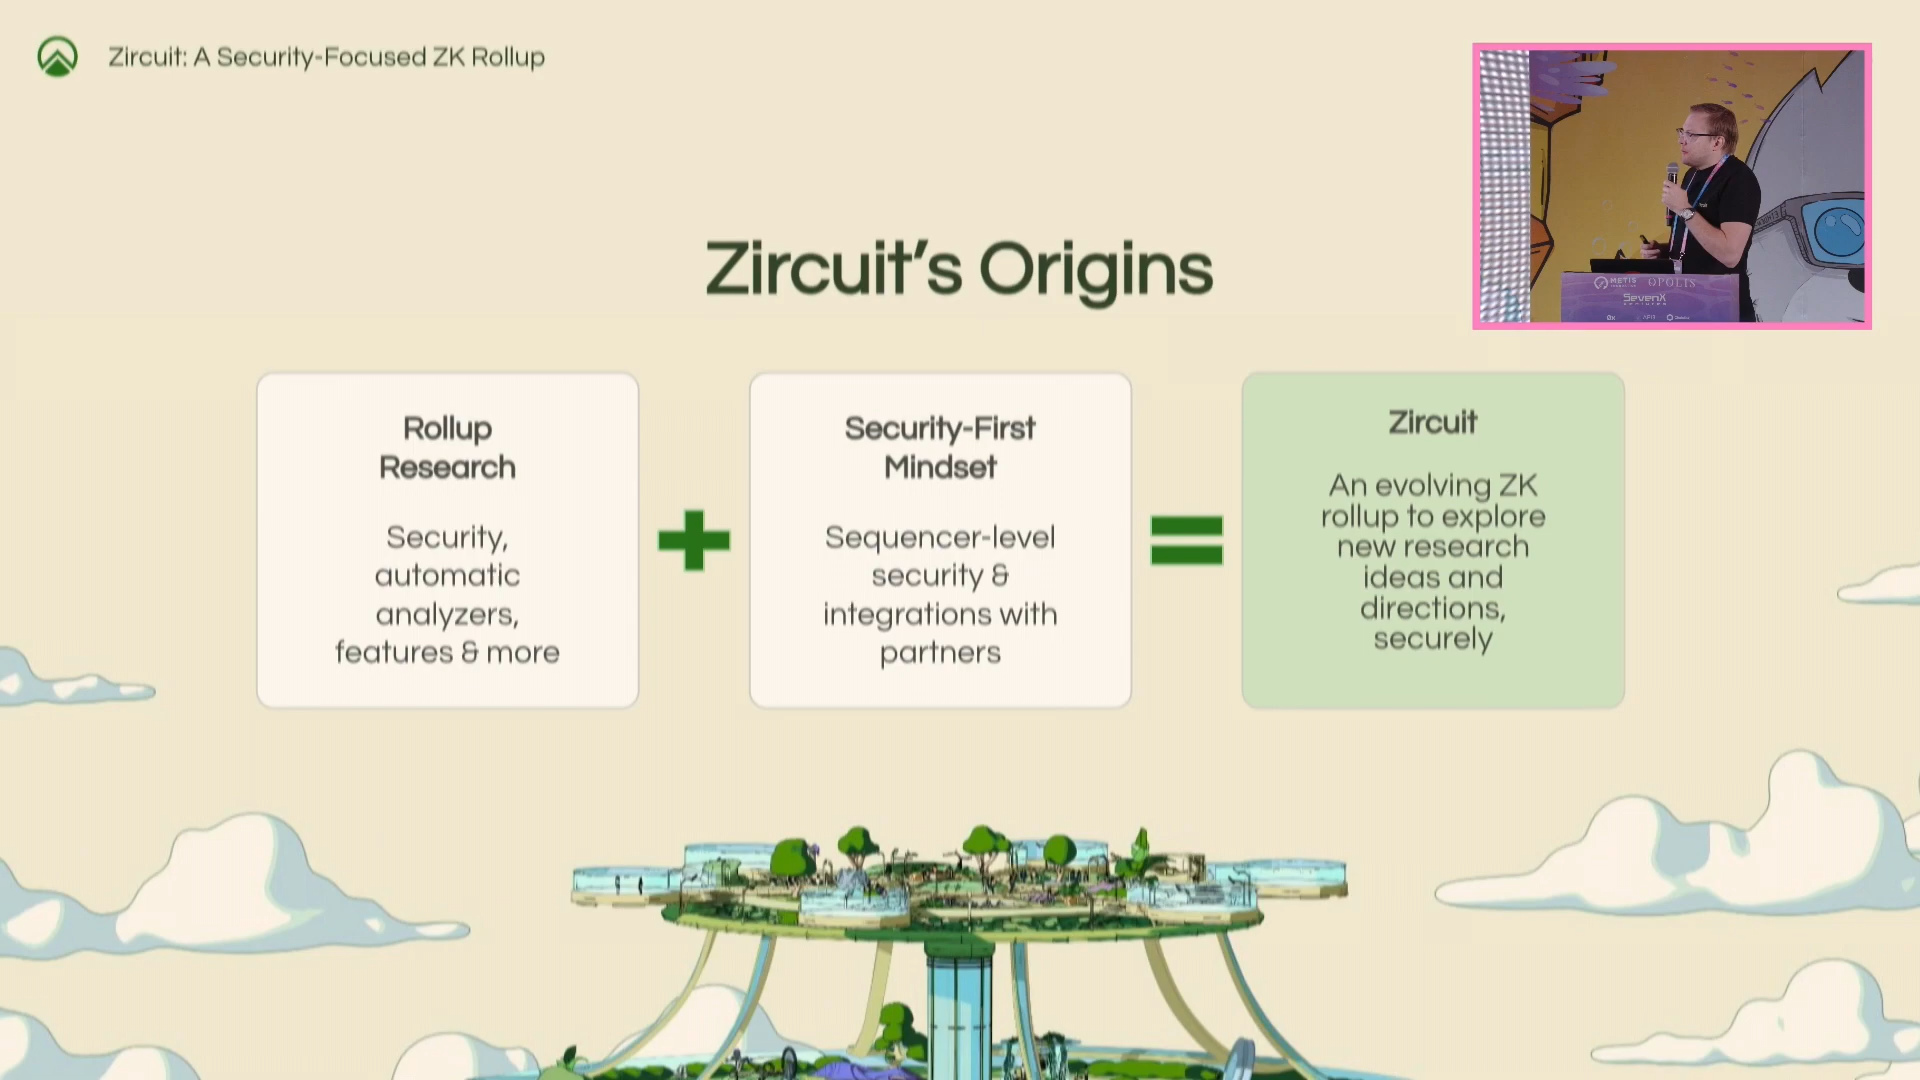 Zircuit: A Security-Focused ZK Rollup
Zircuit's Origins
Rollup
Research
Security,
automatic
analyzers,
features & more
Security-First
Mindset
Sequencer-level
security &
integrations with
partners
Zircuit
An evolving ZK
rollup to explore
new research
ideas and
directions,
securely
METIS OPOLIS
SevenX
0x